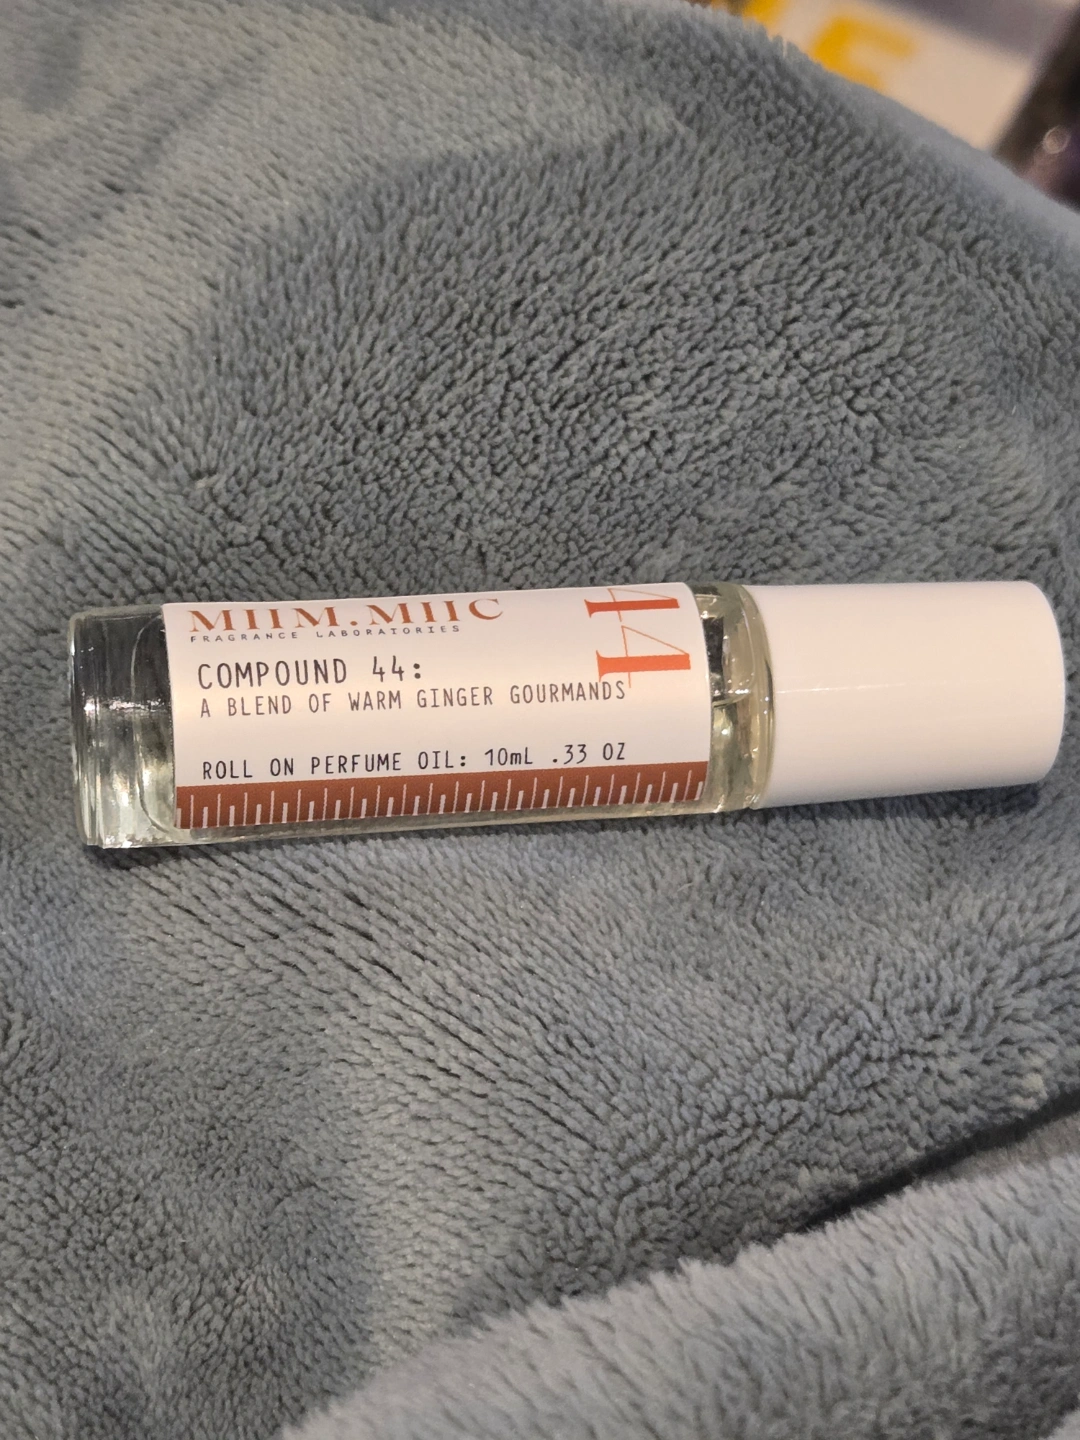 MIIM.MIIC
FRAGRANCE LABORATORIES
44
COMPOUND 44:
A BLEND OF WARM GINGER GOURMANDS
ROLL ON PERFUME OIL: 10mL .33 OZ